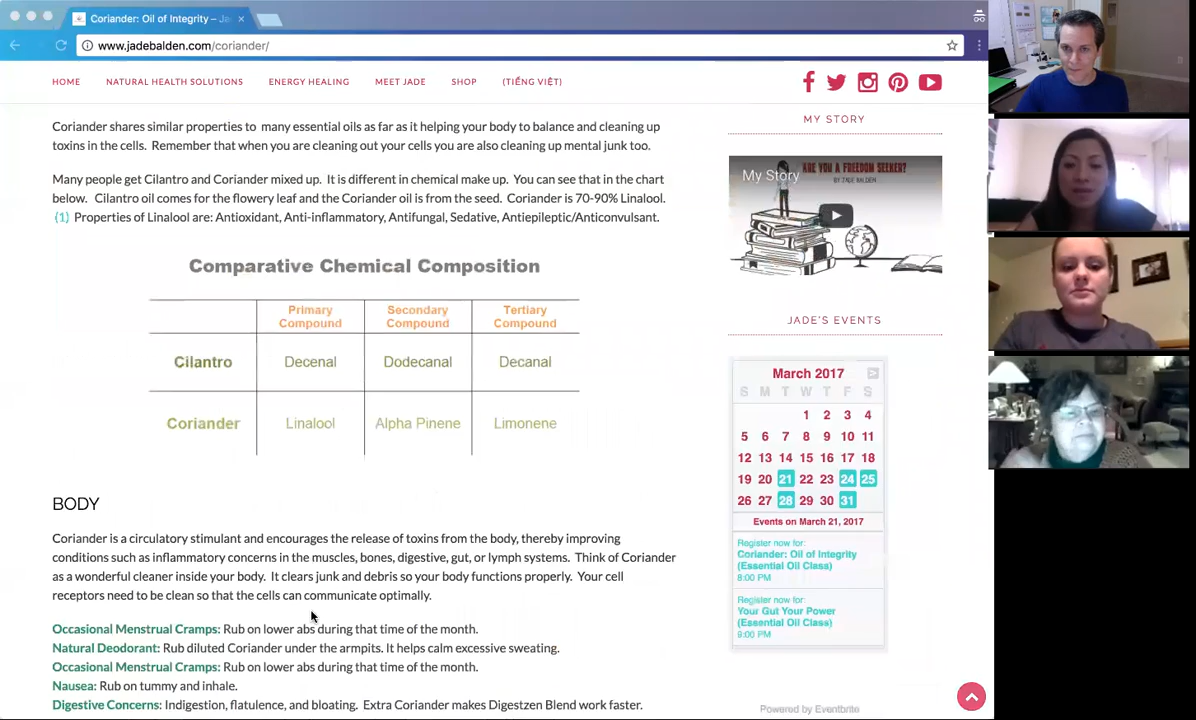 Coriander: Oil of Integrity – Je
www.jadebalden.com/coriander/
HOME NATURAL HEALTH SOLUTIONS ENERGY HEALING MEET JADE SHOP (TIẾNG VIỆT)
Coriander shares similar properties to many essential oils as far as it helping your body to balance and cleaning up
toxins in the cells. Remember that when you are cleaning out your cells you are also cleaning up mental junk too.
Many people get Cilantro and Coriander mixed up. It is different in chemical make up. You can see that in the chart
below. Cilantro oil comes for the flowery leaf and the Coriander oil is from the seed. Coriander is 70-90% Linalool.
(1) Properties of Linalool are: Antioxidant, Anti-inflammatory, Antifungal, Sedative, Antiepileptic/Anticonvulsant.
Comparative Chemical Composition
Primary Secondary Tertiary
Compound Compound Compound
Cilantro Decenal Dodecanal Decanal
Coriander Linalool Alpha Pinene Limonene
BODY
Coriander is a circulatory stimulant and encourages the release of toxins from the body, thereby improving
conditions such as inflammatory concerns in the muscles, bones, digestive, gut, or lymph systems. Think of Coriander
as a wonderful cleaner inside your body. It clears junk and debris so your body functions properly. Your cell
receptors need to be clean so that the cells can communicate optimally.
Occasional Menstrual Cramps: Rub on lower abs during that time of the month.
Natural Deodorant: Rub diluted Coriander under the armpits. It helps calm excessive sweating.
Occasional Menstrual Cramps: Rub on lower abs during that time of the month.
Nausea: Rub on tummy and inhale.
Digestive Concerns: Indigestion, flatulence, and bloating. Extra Coriander makes Digestzen Blend work faster.
MY STORY
ARE YOU A FREEDOM SEEKER?
BY JADE BALDEN
My Story
JADE'S EVENTS
March 2017 >
S M T W T F S
1 2 3 4
5 6 7 8 9 10 11
12 13 14 15 16 17 18
19 20 21 22 23 24 25
26 27 28 29 30 31
Events on March 21, 2017
Register now for:
Coriander: Oil of Integrity
(Essential Oil Class)
8:00 PM
Register now for:
Your Gut Your Power
(Essential Oil Class)
9:00 PM
Powered by Eventbrite